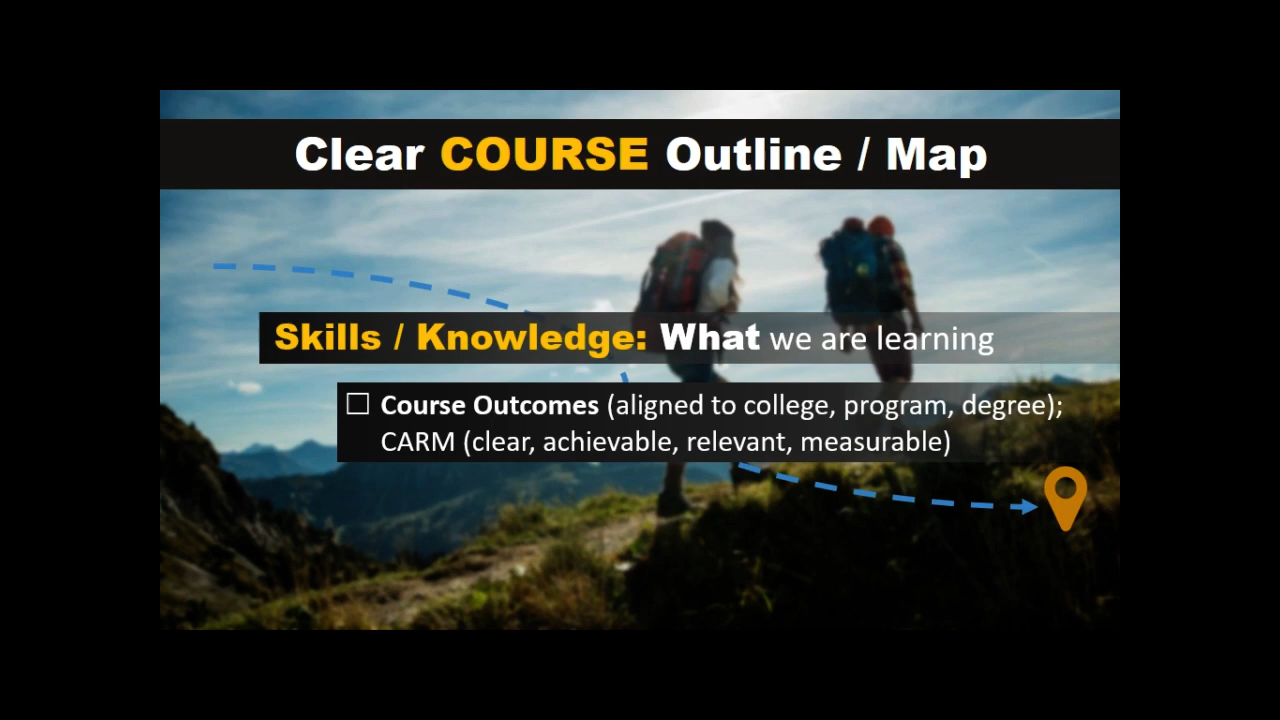 Clear COURSE Outline / Map
Skills / Knowledge: What we are learning
☐ Course Outcomes (aligned to college, program, degree);
CARM (clear, achievable, relevant, measurable)